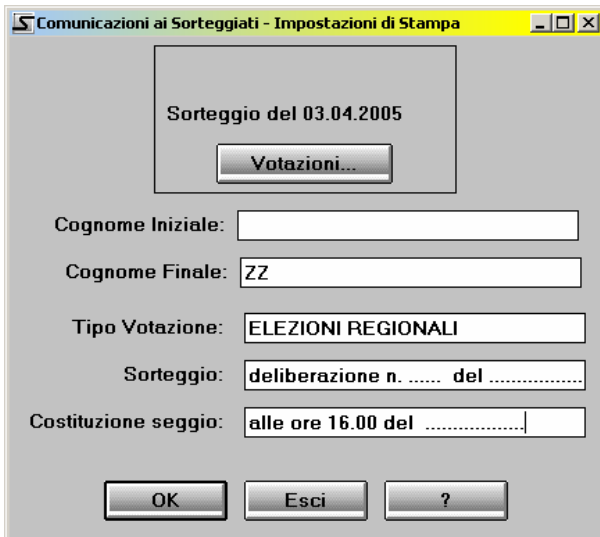 Comunicazioni ai Sorteggiati - Impostazioni di Stampa
Sorteggio del 03.04.2005
Votazioni...
Cognome Iniziale:
Cognome Finale: ZZ
Tipo Votazione: ELEZIONI REGIONALI
Sorteggio: deliberazione n. ...... del .................
Costituzione seggio: alle ore 16.00 del ..................
OK Esci ?